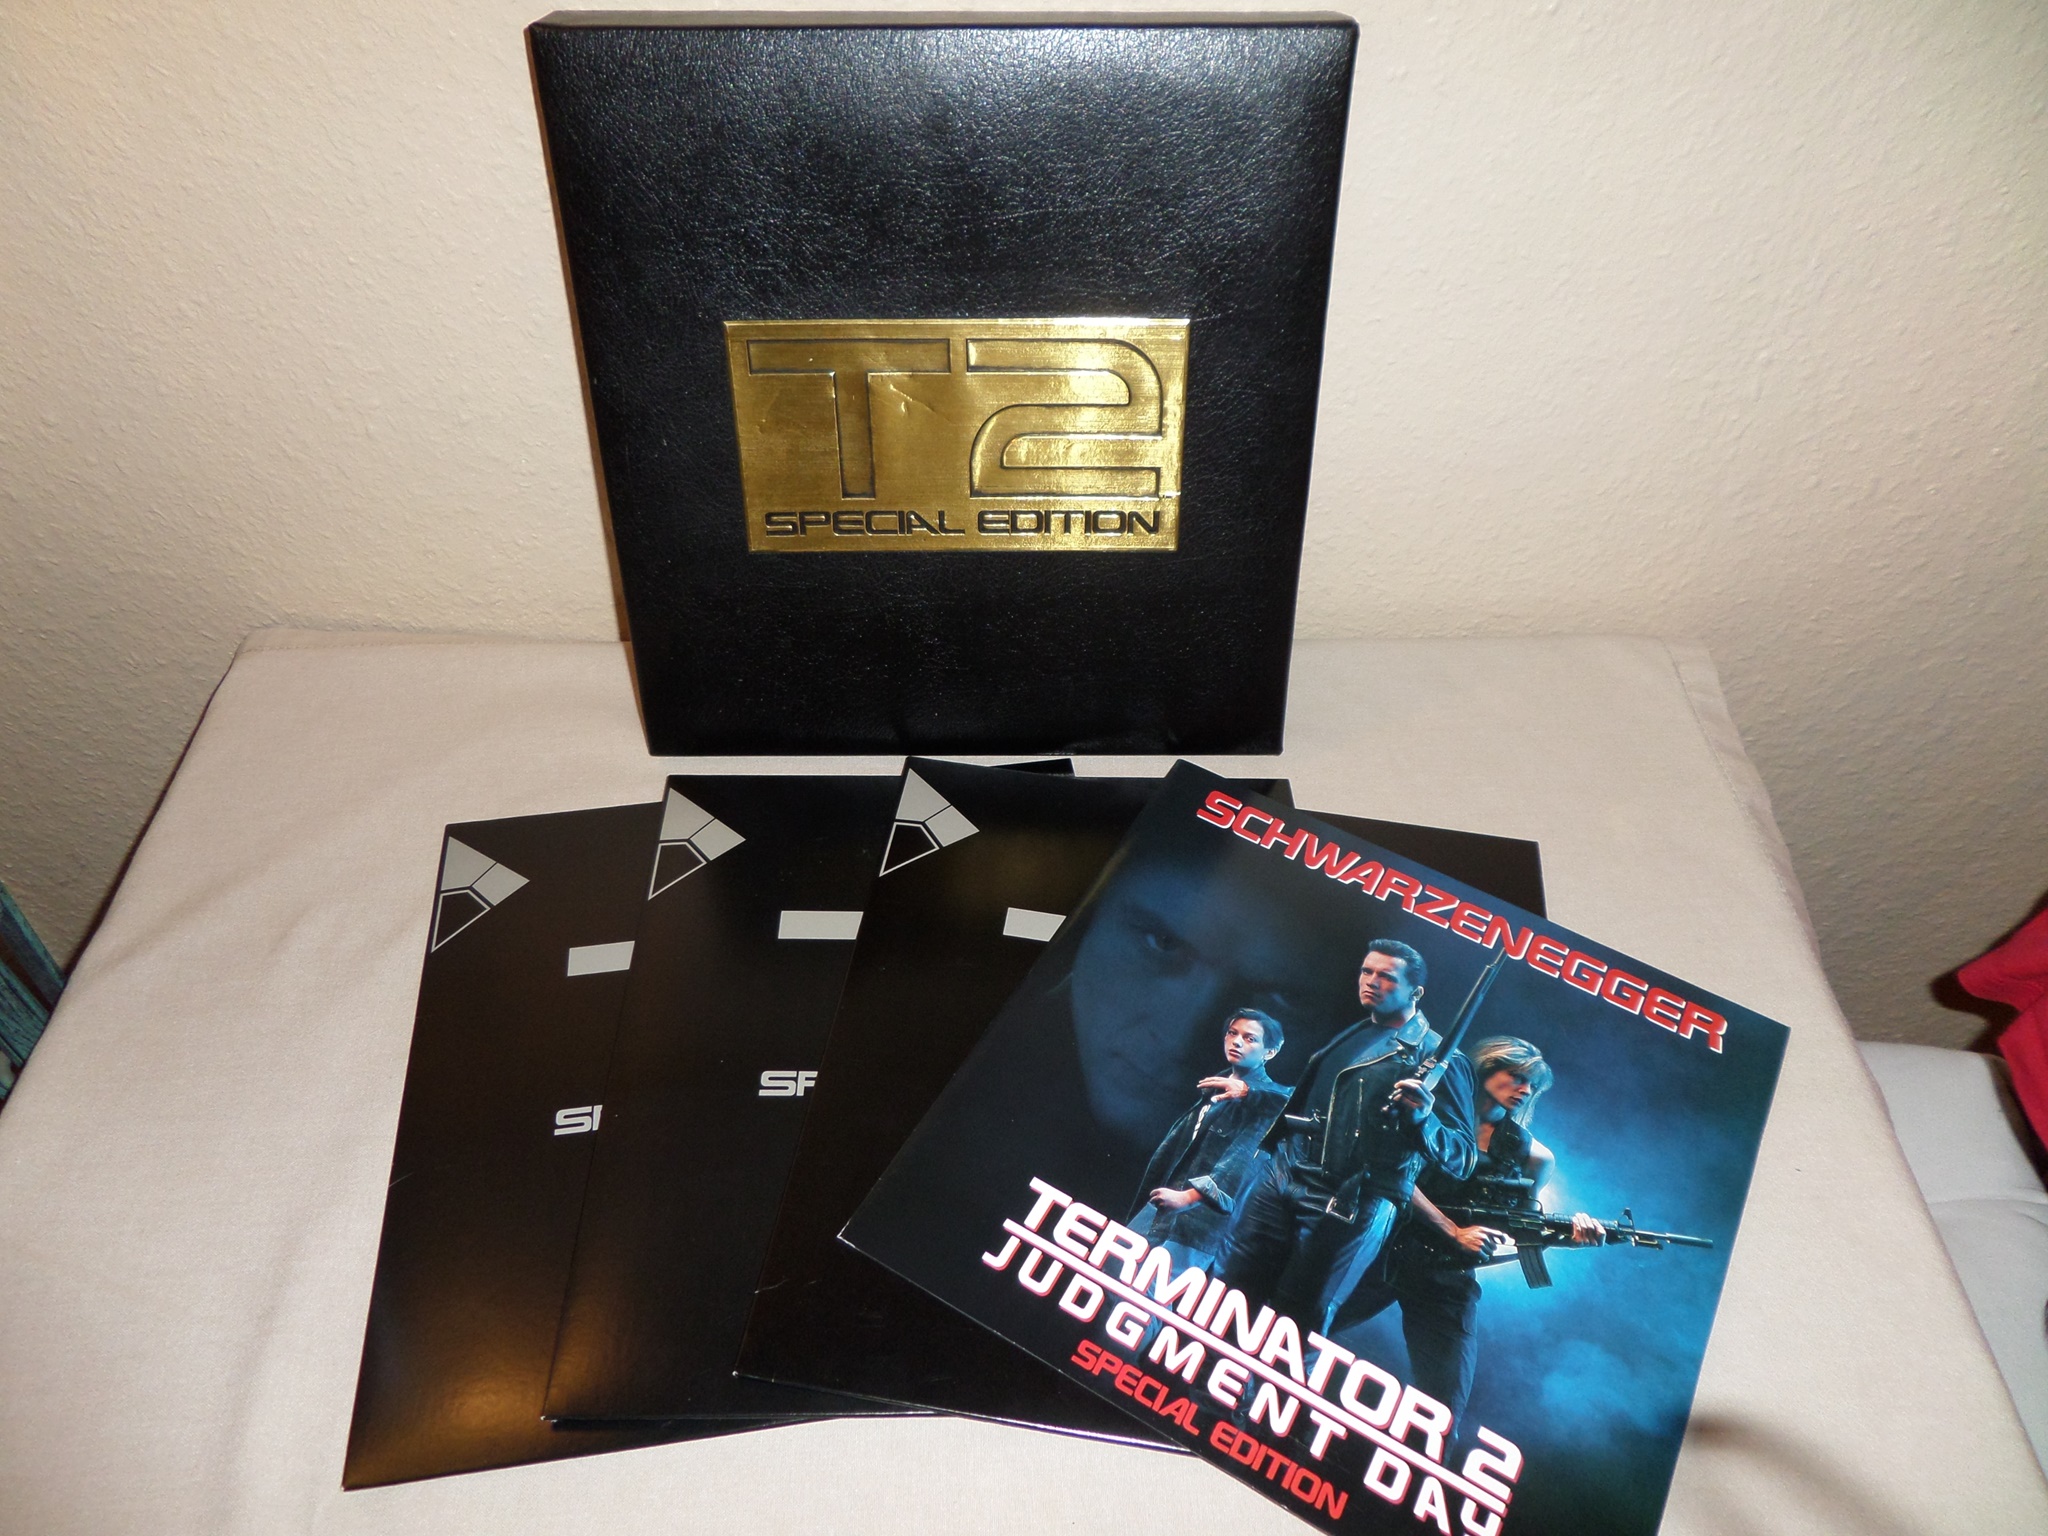 T2
SPECIAL EDITION
SCHWARZENEGGER
TERMINATOR 2
JUDGMENT DAY
SPECIAL EDITION